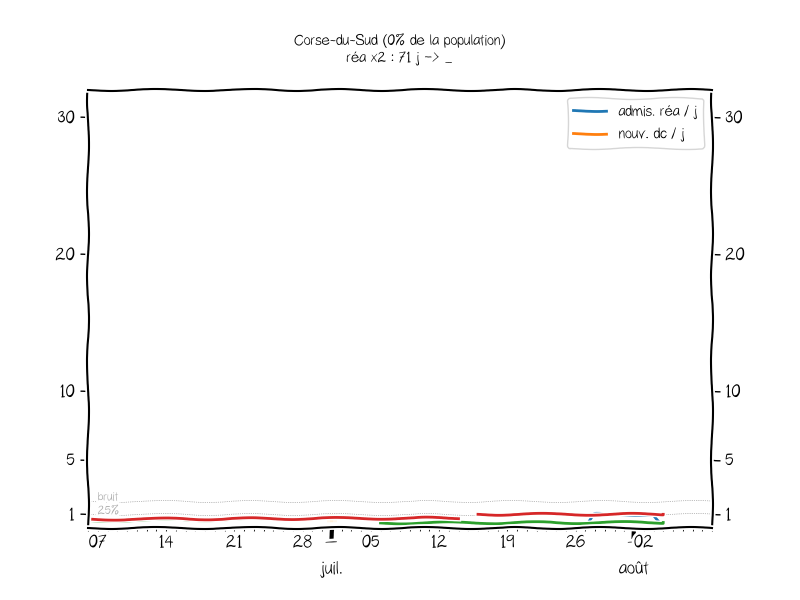 Corse-du-Sud (0% de la population)
réa x2 : 71 j -> _
admis. réa / j
nouv. dc / j
30 30
20 20
10 10
5 5
bruit
25%
1 1
07 14 21 28 05 12 19 26 02
juil. août